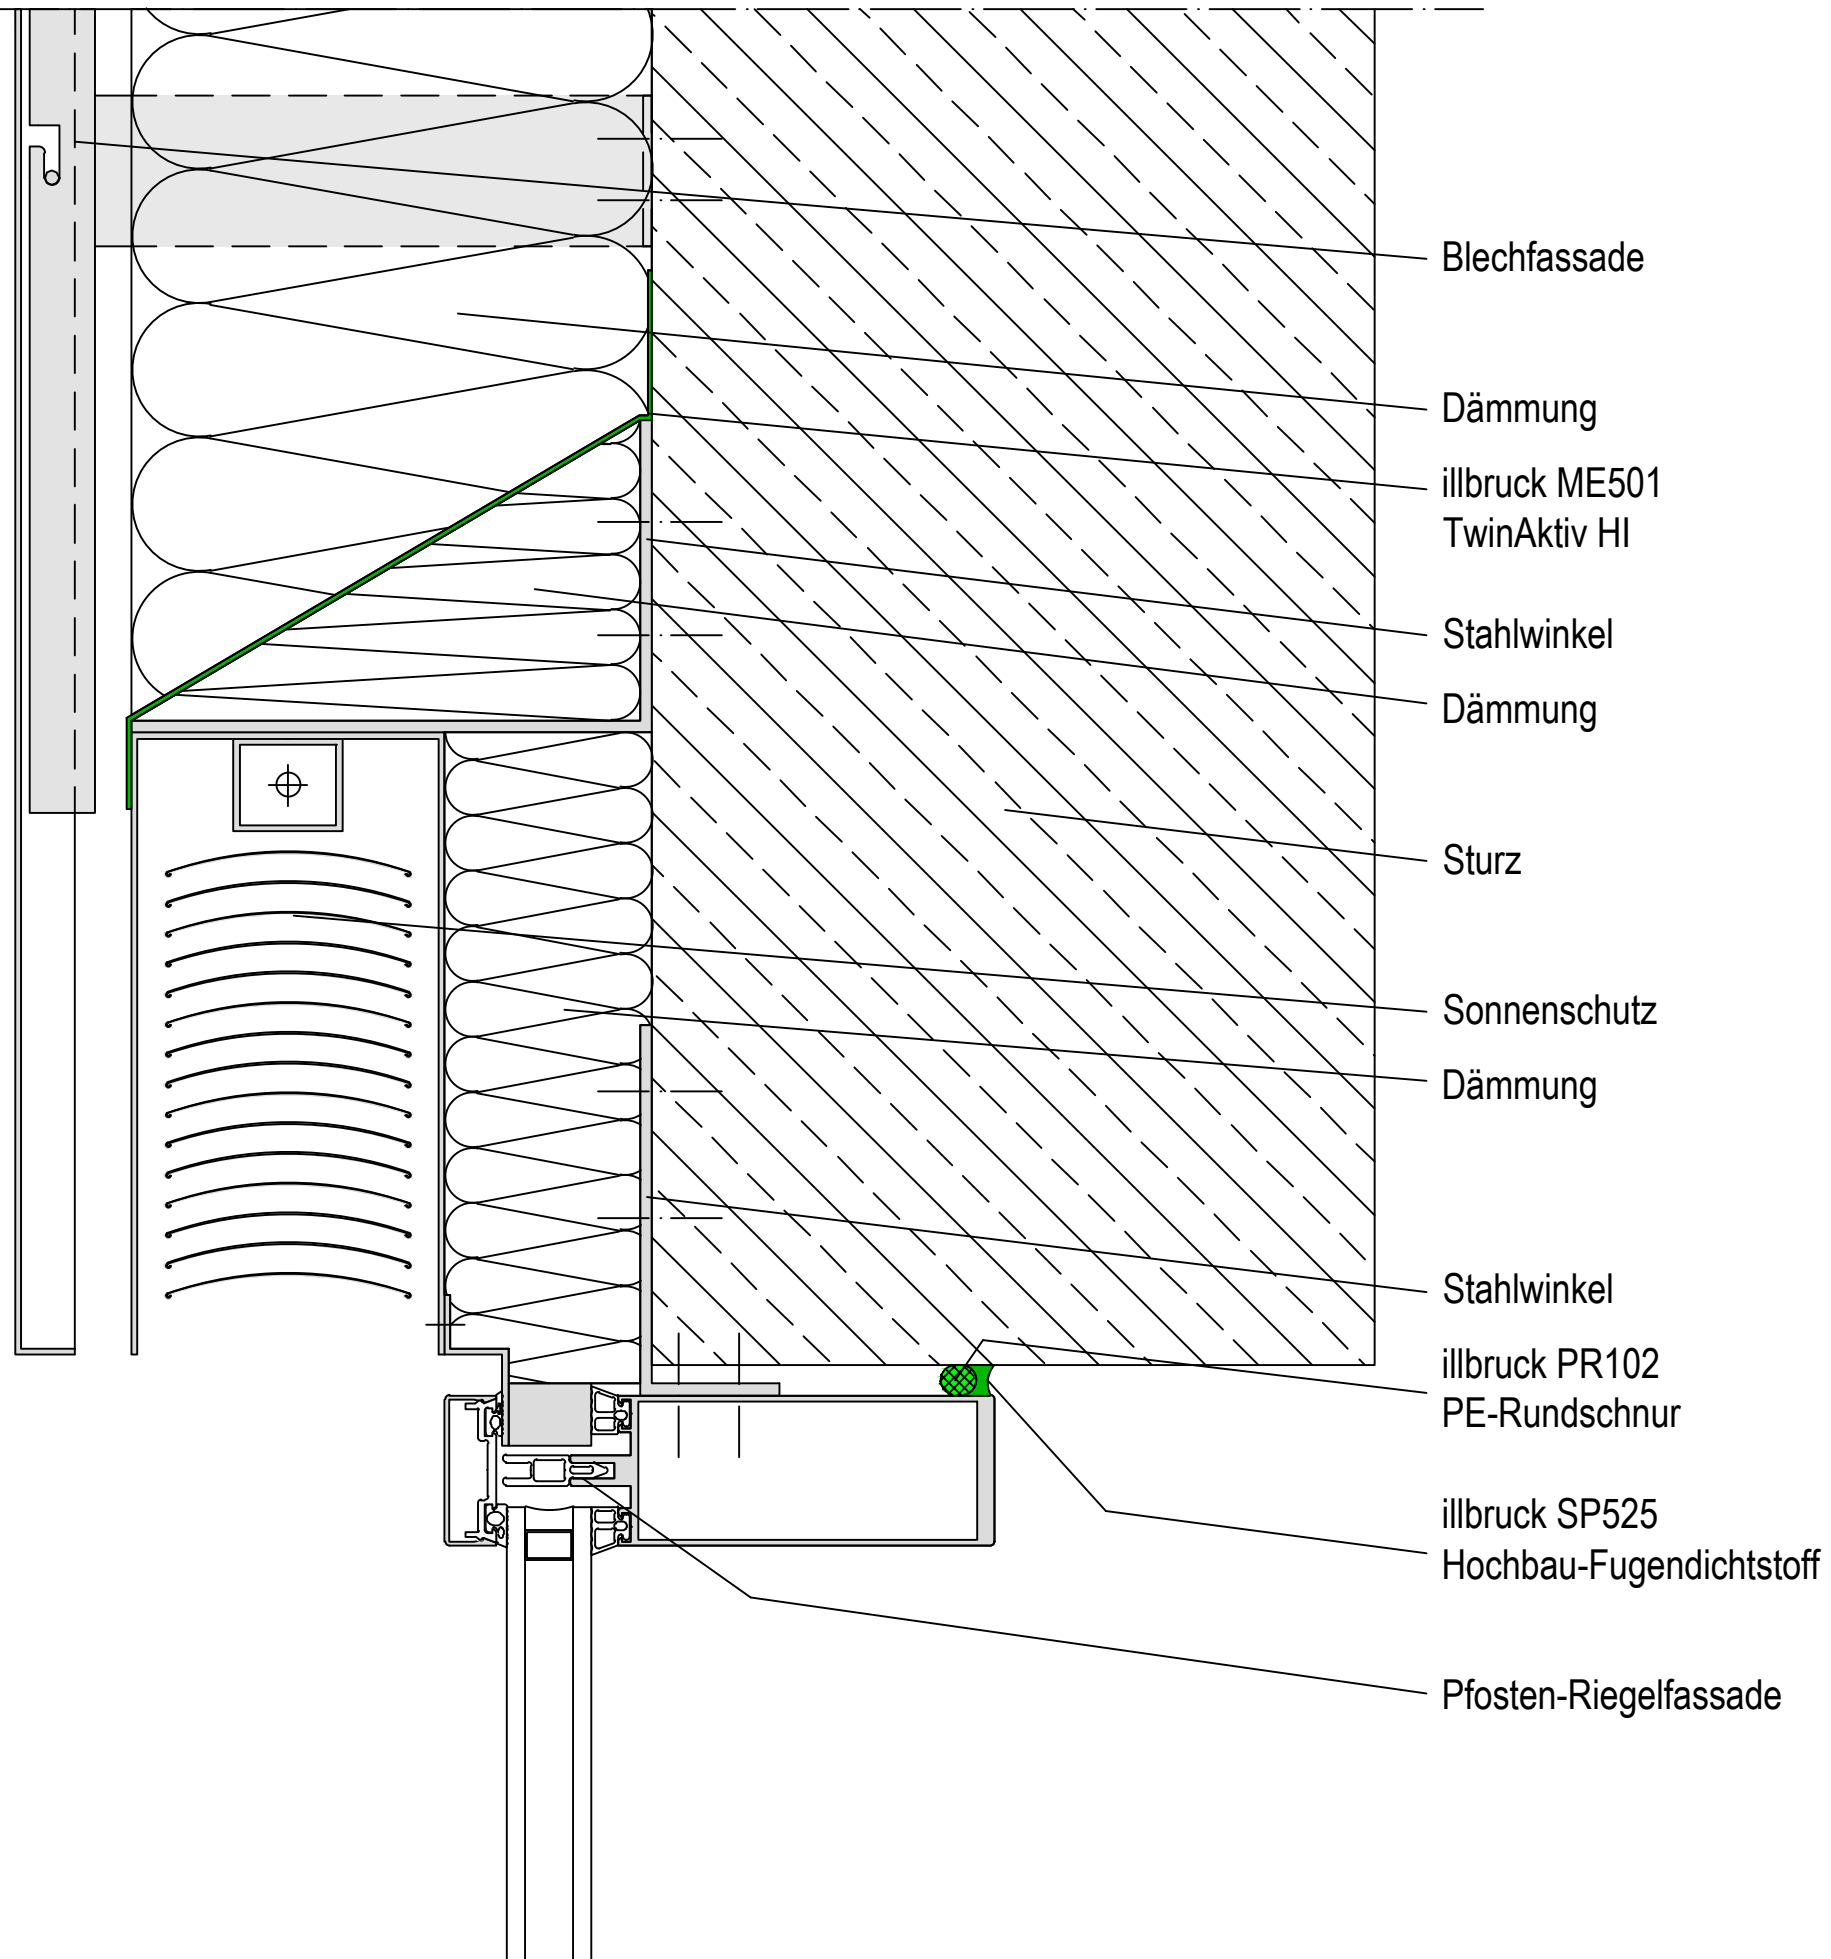 Blechfassade
Dämmung
illbruck ME501
TwinAktiv HI
Stahlwinkel
Dämmung
Sturz
Sonnenschutz
Dämmung
Stahlwinkel
illbruck PR102
PE-Rundschnur
illbruck SP525
Hochbau-Fugendichtstoff
Pfosten-Riegelfassade